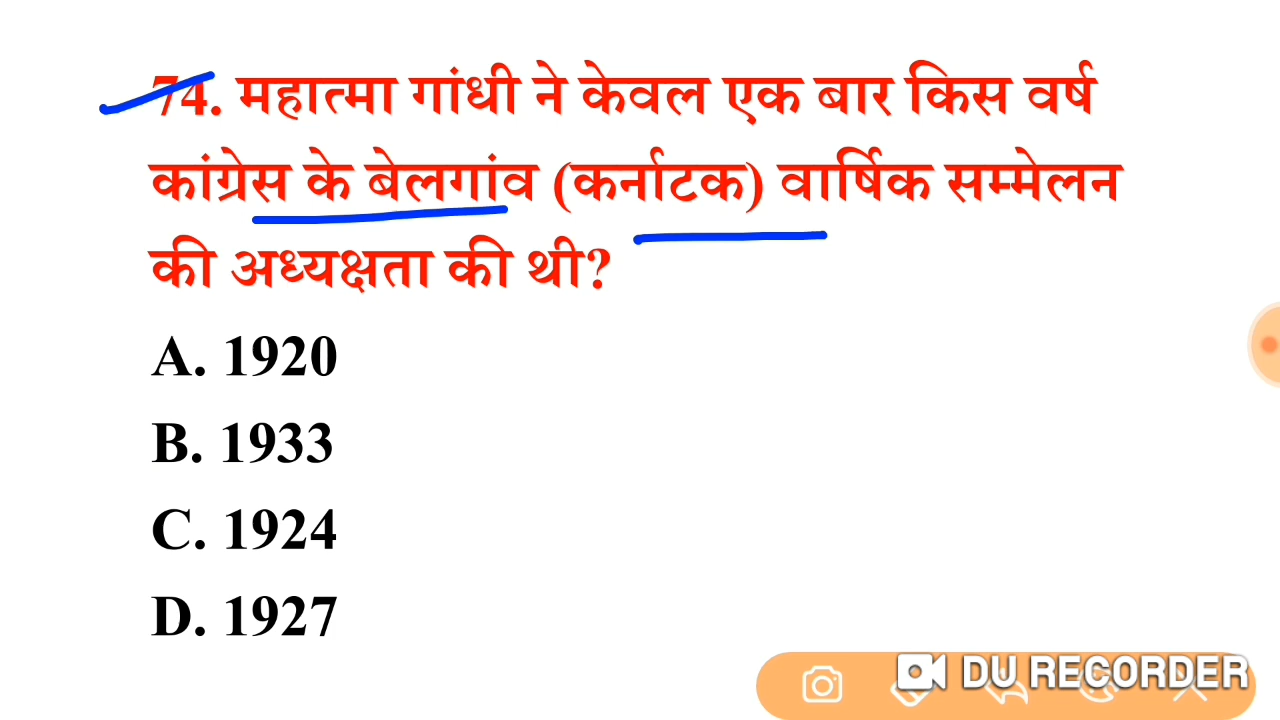 74. महात्मा गांधी ने केवल एक बार किस वर्ष
कांग्रेस के बेलगांव (कर्नाटक) वार्षिक सम्मेलन
की अध्यक्षता की थी?
A. 1920
B. 1933
C. 1924
D. 1927
DU RECORDER